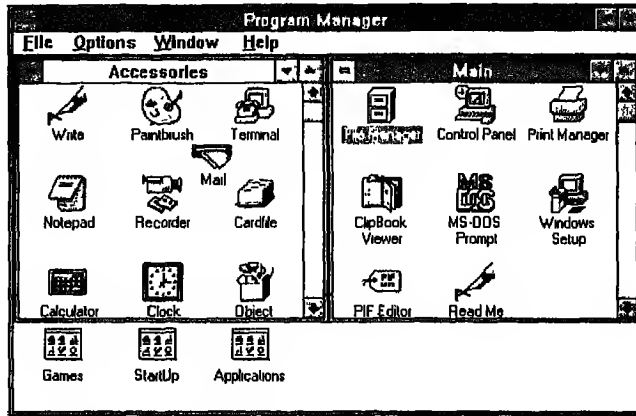 Program Manager
File Options Window Help
Accessories
Write Paintbrush Terminal
Mail
Notepad Recorder Cardfile
Calculator Clock Object
Main
Control Panel Print Manager
ClipBook Viewer
MS-DOS Prompt
Windows Setup
PIF Editor Read Me
Games StartUp Applications